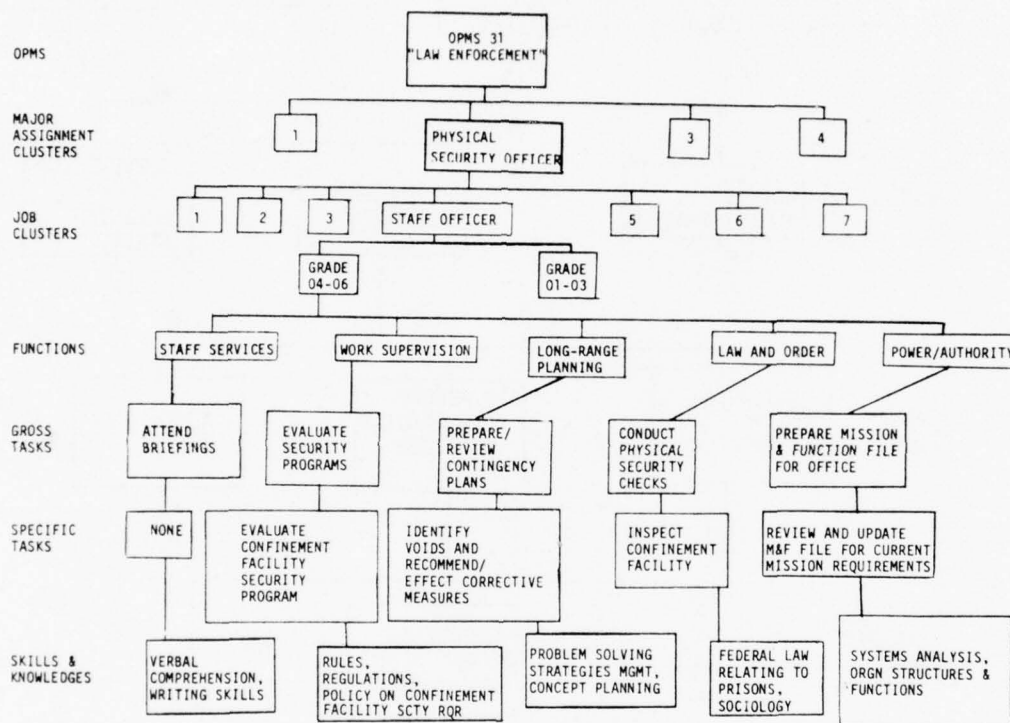 OPMS
OPMS 31
"LAW ENFORCEMENT"
MAJOR
ASSIGNMENT
CLUSTERS
1
PHYSICAL
SECURITY OFFICER
3
4
JOB
CLUSTERS
1
2
3
STAFF OFFICER
5
6
7
GRADE
04-06
GRADE
01-03
FUNCTIONS
STAFF SERVICES
WORK SUPERVISION
LONG-RANGE
PLANNING
LAW AND ORDER
POWER/AUTHORITY
GROSS
TASKS
ATTEND
BRIEFINGS
EVALUATE
SECURITY
PROGRAMS
PREPARE/
REVIEW
CONTINGENCY
PLANS
CONDUCT
PHYSICAL
SECURITY
CHECKS
PREPARE MISSION
& FUNCTION FILE
FOR OFFICE
SPECIFIC
TASKS
NONE
EVALUATE
CONFINEMENT
FACILITY
SECURITY
PROGRAM
IDENTIFY
VOIDS AND
RECOMMEND/
EFFECT CORRECTIVE
MEASURES
INSPECT
CONFINEMENT
FACILITY
REVIEW AND UPDATE
M&F FILE FOR CURRENT
MISSION REQUIREMENTS
SKILLS &
KNOWLEDGES
VERBAL
COMPREHENSION,
WRITING SKILLS
RULES,
REGULATIONS,
POLICY ON CONFINEMENT
FACILITY SCTY RQR
PROBLEM SOLVING
STRATEGIES MGMT,
CONCEPT PLANNING
FEDERAL LAW
RELATING TO
PRISONS,
SOCIOLOGY
SYSTEMS ANALYSIS,
ORGN STRUCTURES &
FUNCTIONS